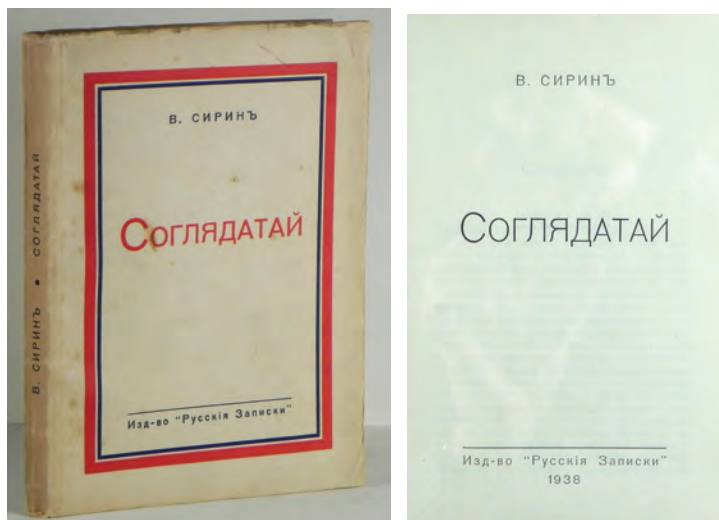 В. СИРИНЪ • СОГЛЯДАТАЙ
В. СИРИНЪ
СОГЛЯДАТАЙ
Изд-во "Русскія Записки"
В. СИРИНЪ
СОГЛЯДАТАЙ
Изд-во "Русскія Записки"
1938